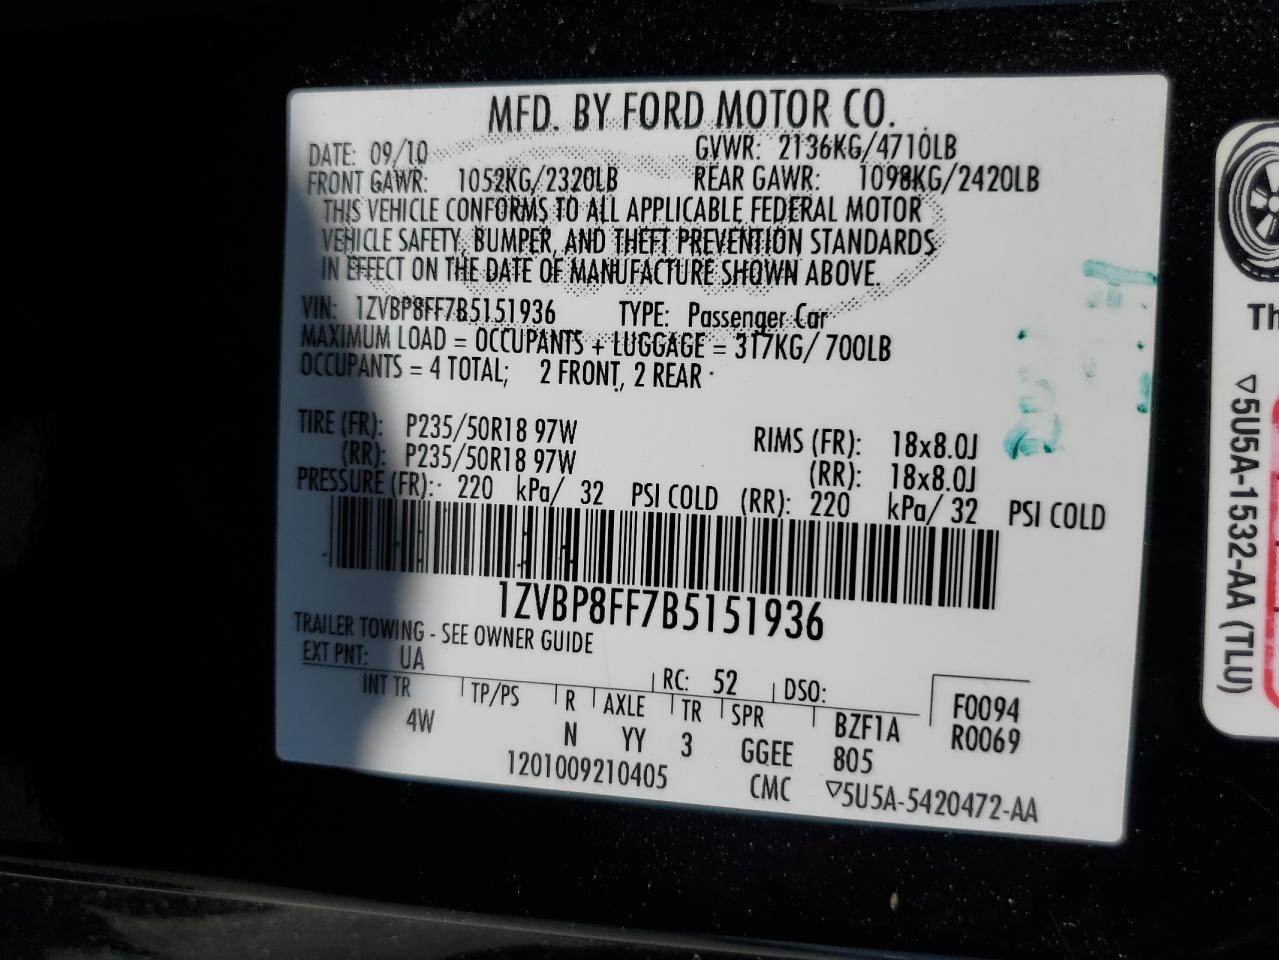 MFD. BY FORD MOTOR CO.
DATE: 09/10 GVWR: 2136KG/4710LB
FRONT GAWR: 1052KG/2320LB REAR GAWR: 1098KG/2420LB
THIS VEHICLE CONFORMS TO ALL APPLICABLE FEDERAL MOTOR
VEHICLE SAFETY, BUMPER, AND THEFT PREVENTION STANDARDS
IN EFFECT ON THE DATE OF MANUFACTURE SHOWN ABOVE.
VIN: 1ZVBP8FF7B5151936 TYPE: Passenger Car
MAXIMUM LOAD = OCCUPANTS + LUGGAGE = 317KG/ 700LB
OCCUPANTS = 4 TOTAL; 2 FRONT, 2 REAR
TIRE (FR): P235/50R18 97W RIMS (FR): 18x8.0J
(RR): P235/50R18 97W (RR): 18x8.0J
PRESSURE (FR): 220 kPa/ 32 PSI COLD (RR): 220 kPa/ 32 PSI COLD
1ZVBP8FF7B5151936
TRAILER TOWING - SEE OWNER GUIDE
EXT PNT: UA RC: 52 DSO:
INT TR TP/PS R AXLE TR SPR BZF1A F0094
4W N YY 3 GGEE 805 R0069
1201009210405 CMC ▽5U5A-5420472-AA
Th
▽5U5A-1532-AA (TLU)